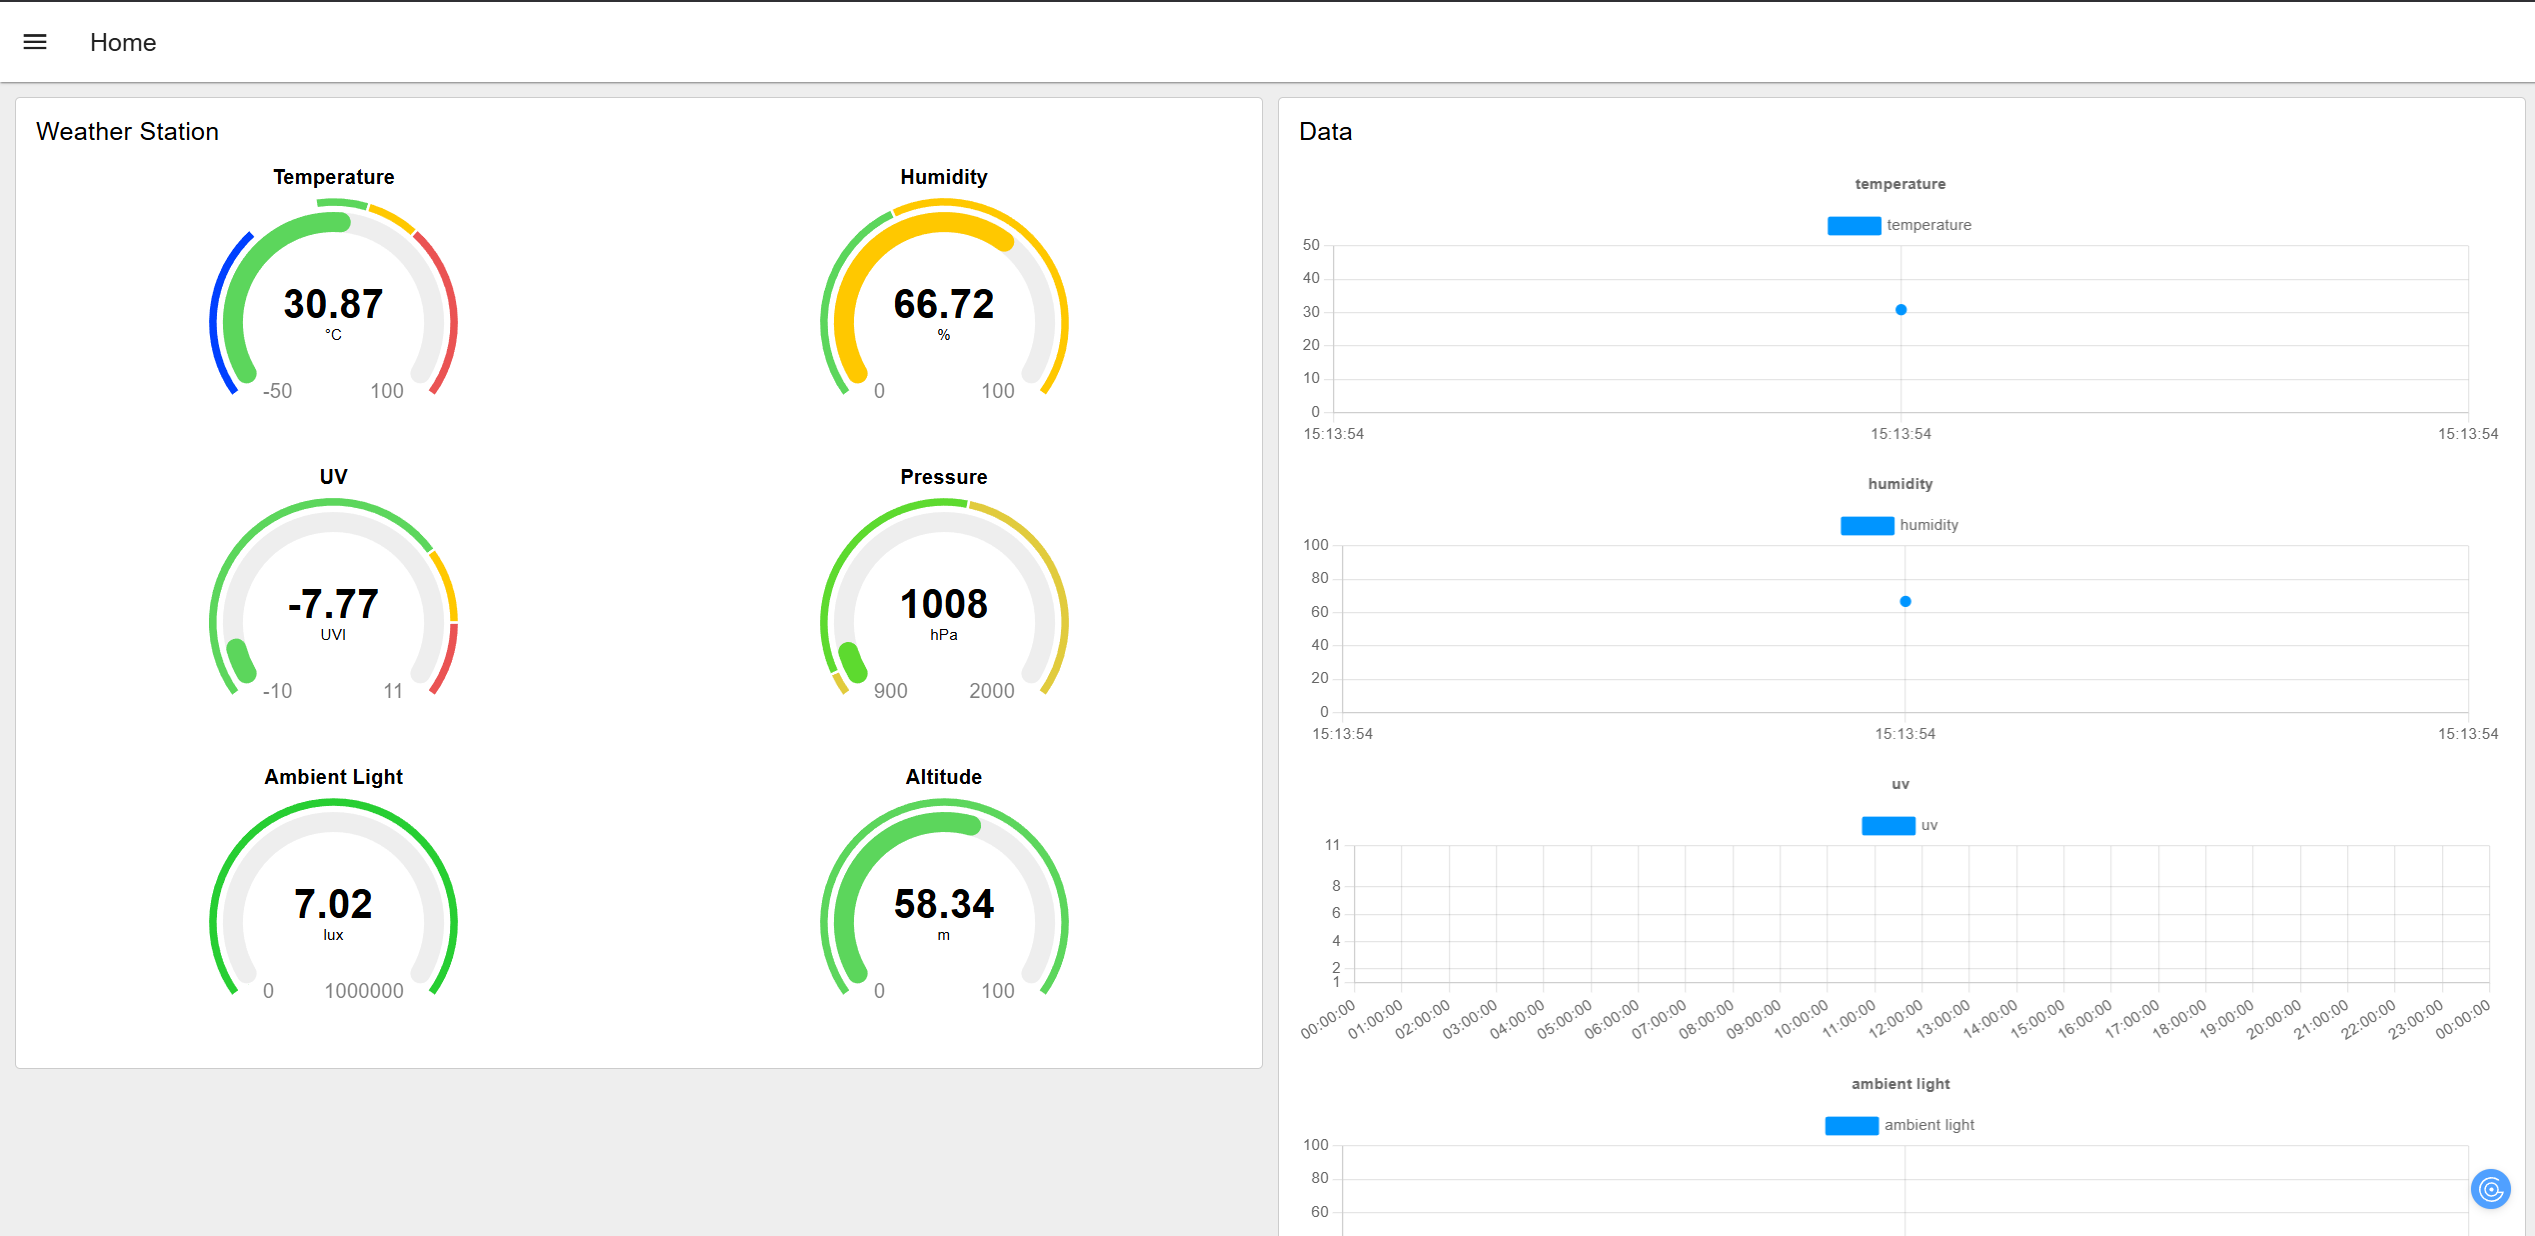 Home
Weather Station
Temperature
30.87
°C
-50 100
Humidity
66.72
%
0 100
UV
-7.77
UVI
-10 11
Pressure
1008
hPa
900 2000
Ambient Light
7.02
lux
0 1000000
Altitude
58.34
m
0 100
Data
temperature
temperature
50
40
30
20
10
0
15:13:54 15:13:54 15:13:54
humidity
humidity
100
80
60
40
20
0
15:13:54 15:13:54 15:13:54
uv
uv
11
8
6
4
2
1
00:00:00 01:00:00 02:00:00 03:00:00 04:00:00 05:00:00 06:00:00 07:00:00 08:00:00 09:00:00 10:00:00 11:00:00 12:00:00 13:00:00 14:00:00 15:00:00 16:00:00 17:00:00 18:00:00 19:00:00 20:00:00 21:00:00 22:00:00 23:00:00 00:00:00
ambient light
ambient light
100
80
60